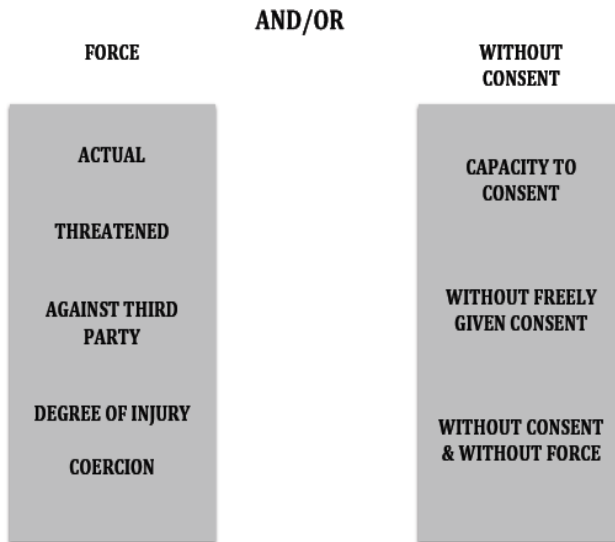 AND/OR
FORCE
ACTUAL
THREATENED
AGAINST THIRD
PARTY
DEGREE OF INJURY
COERCION
WITHOUT
CONSENT
CAPACITY TO
CONSENT
WITHOUT FREELY
GIVEN CONSENT
WITHOUT CONSENT
& WITHOUT FORCE